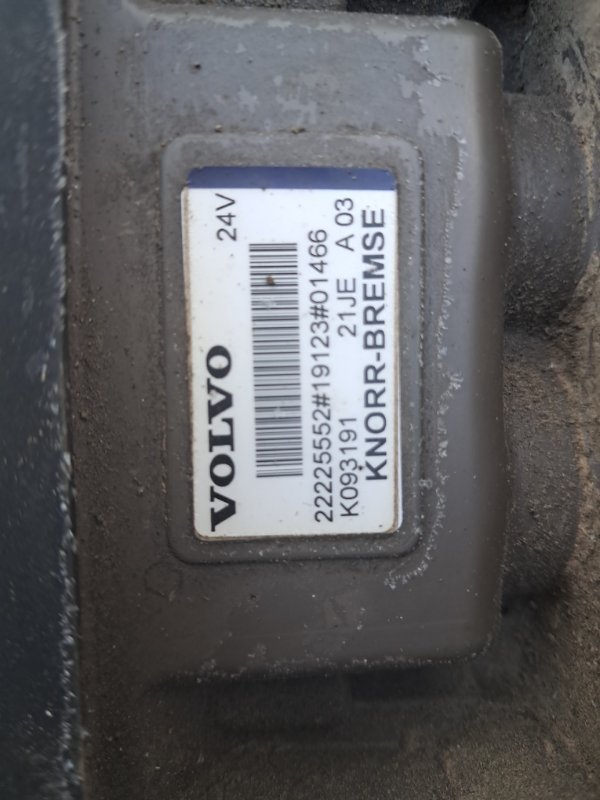 VOLVO 24V
22225552#19123#01466
K093191 21JE A 03
KNORR-BREMSE